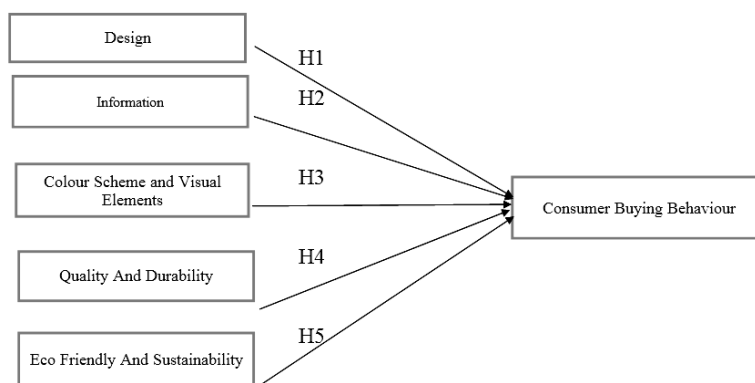 Design
H1
Information
H2
Colour Scheme and Visual
Elements
H3
Consumer Buying Behaviour
Quality And Durability
H4
Eco Friendly And Sustainability
H5